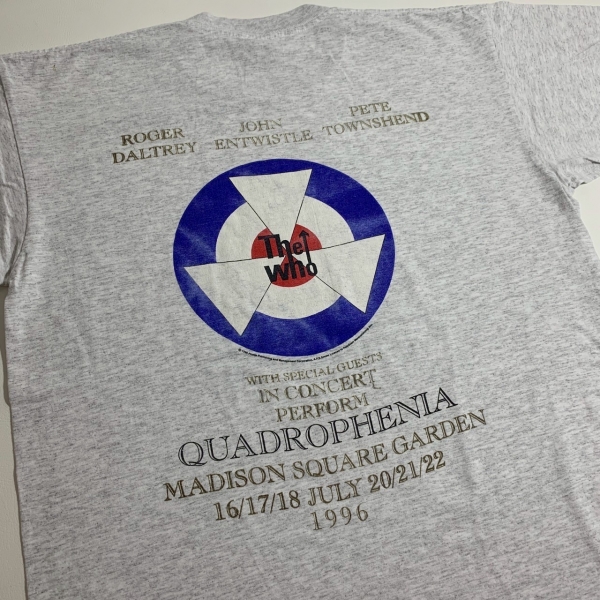 ROGER DALTREY
JOHN ENTWISTLE
PETE TOWNSHEND
The Who
WITH SPECIAL GUESTS
IN CONCERT
PERFORM
QUADROPHENIA
MADISON SQUARE GARDEN
16/17/18 JULY 20/21/22
1996